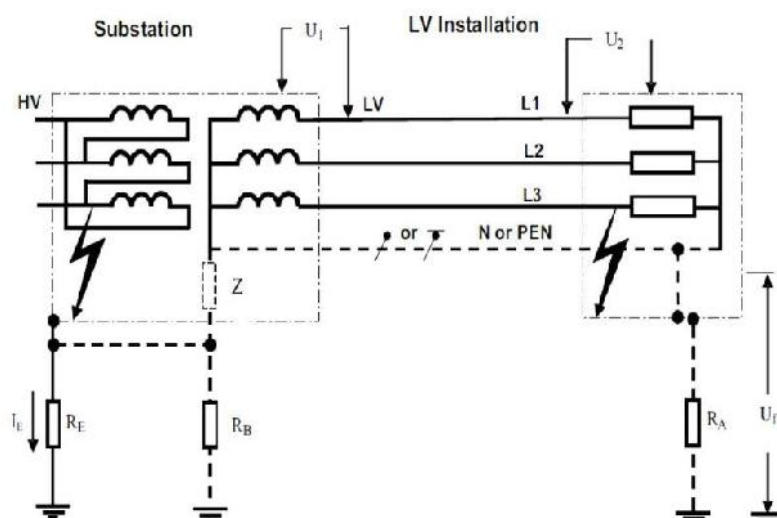 Substation
U1
LV Installation
U2
HV
LV
L1
L2
L3
or
N or PEN
Z
IE
RE
RB
RA
Uf